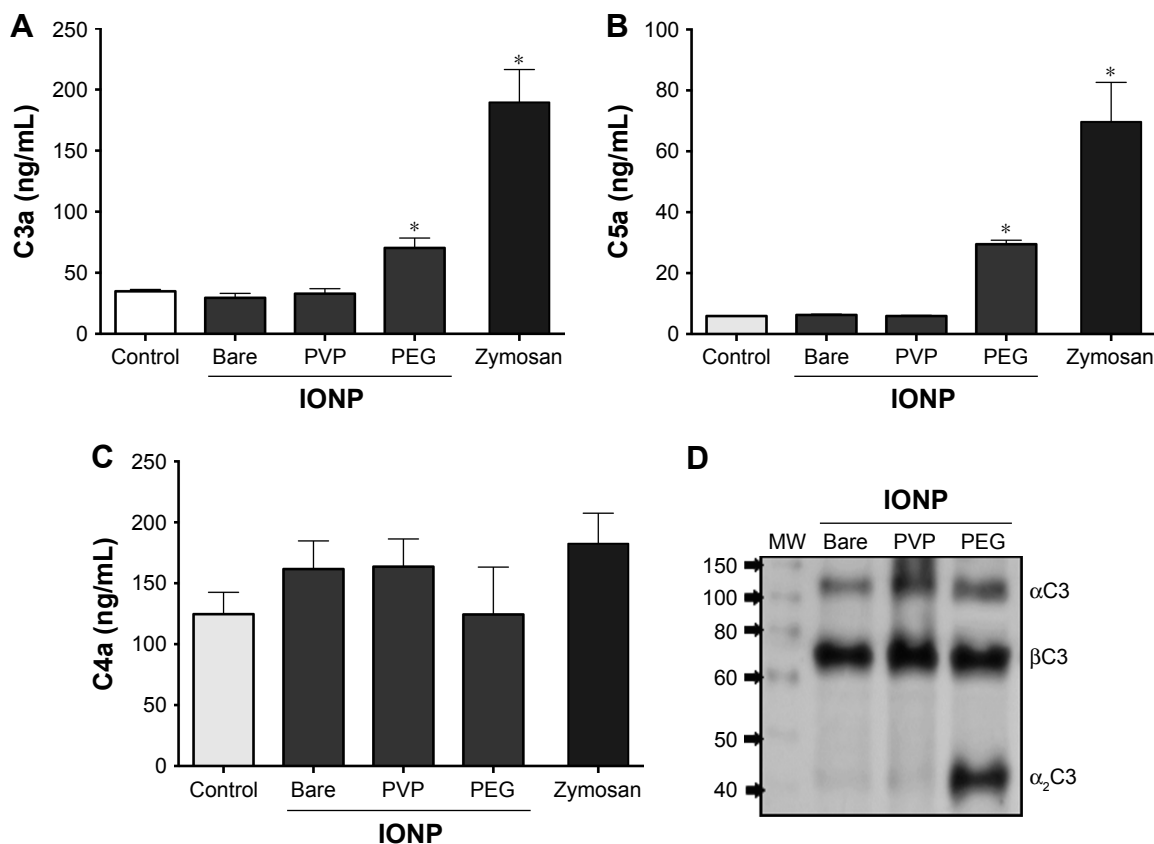 A
C3a (ng/mL)
250
200
150
100
50
0
*
*
Control Bare PVP PEG Zymosan
IONP
B
C5a (ng/mL)
100
80
60
40
20
0
*
*
Control Bare PVP PEG Zymosan
IONP
C
C4a (ng/mL)
250
200
150
100
50
0
Control Bare PVP PEG Zymosan
IONP
D
IONP
MW Bare PVP PEG
150
100
80
60
50
40
αC3
βC3
α₂C3